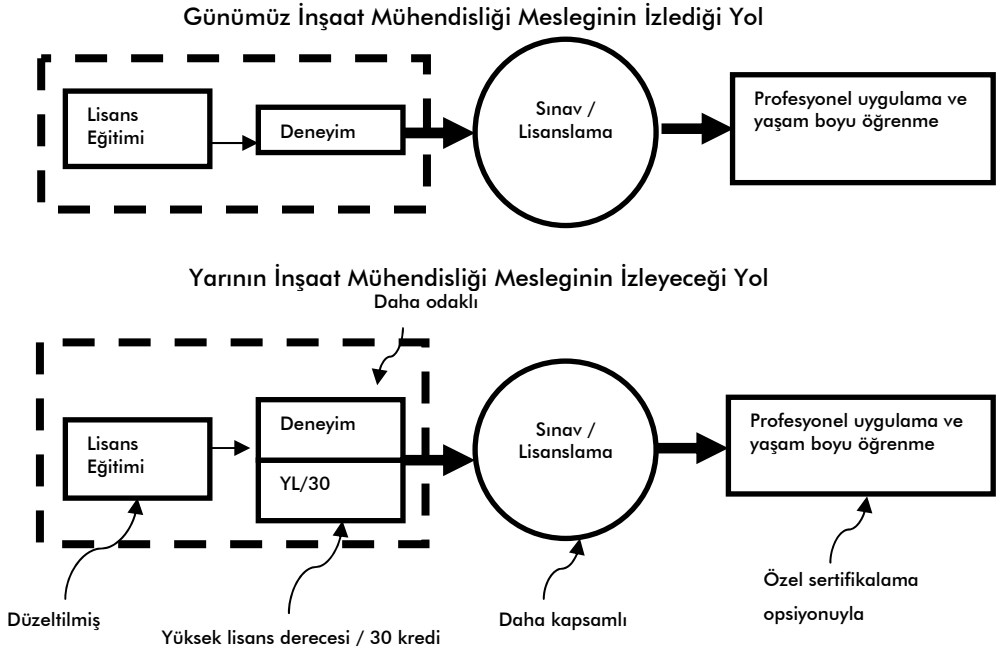 Günümüz İnşaat Mühendisliği Mesleginin İzlediği Yol
Lisans
Eğitimi
Deneyim
Sınav /
Lisanslama
Profesyonel uygulama ve
yaşam boyu öğrenme
Yarının İnşaat Mühendisliği Mesleginin İzleyeceği Yol
Daha odaklı
Lisans
Eğitimi
Deneyim
YL/30
Sınav /
Lisanslama
Profesyonel uygulama ve
yaşam boyu öğrenme
Düzeltilmiş
Yüksek lisans derecesi / 30 kredi
Daha kapsamlı
Özel sertifikalama
opsiyonuyla